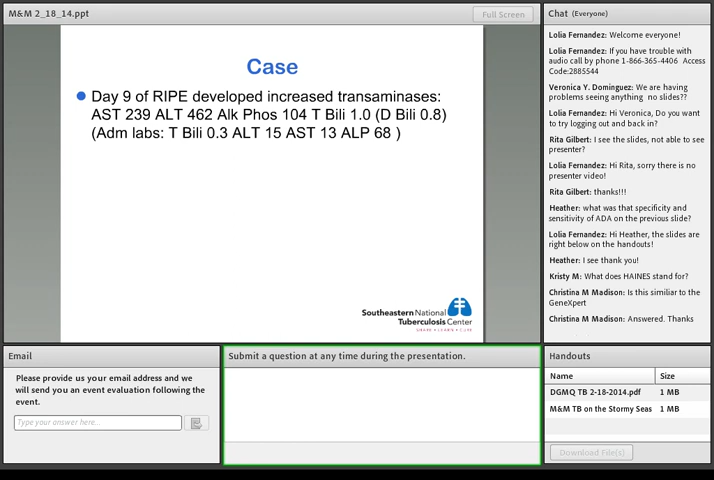 M&M 2_18_14.ppt
Full Screen
Case
Day 9 of RIPE developed increased transaminases:
AST 239 ALT 462 Alk Phos 104 T Bili 1.0 (D Bili 0.8)
(Adm labs: T Bili 0.3 ALT 15 AST 13 ALP 68 )
Southeastern National
Tuberculosis Center
Chat (Everyone)
Lolia Fernandez: Welcome everyone!
Lolia Fernandez: If you have trouble with
audio call by phone 1-866-365-4406 Access
Code:2885544
Veronica Y. Dominguez: We are having
problems seeing anything no slides??
Lolia Fernandez: Hi Veronica, Do you want
to try logging out and back in?
Rita Gilbert: I see the slides, not able to see
presenter?
Lolia Fernandez: Hi Rita, sorry there is no
presenter video!
Rita Gilbert: thanks!!!
Heather: what was that specificity and
sensitivity of ADA on the previous slide?
Lolia Fernandez: Hi Heather, the slides are
right below on the handouts!
Heather: I see thank you!
Kristy M: What does HAINES stand for?
Christina M Madison: Is this similiar to the
GeneXpert
Christina M Madison: Answered. Thanks
Email
Please provide us your email address and we
will send you an event evaluation following the
event.
Type your answer here...
Submit a question at any time during the presentation.
Handouts
Name Size
DGMQ TB 2-18-2014.pdf 1 MB
M&M TB on the Stormy Seas 1 MB
Download File(s)